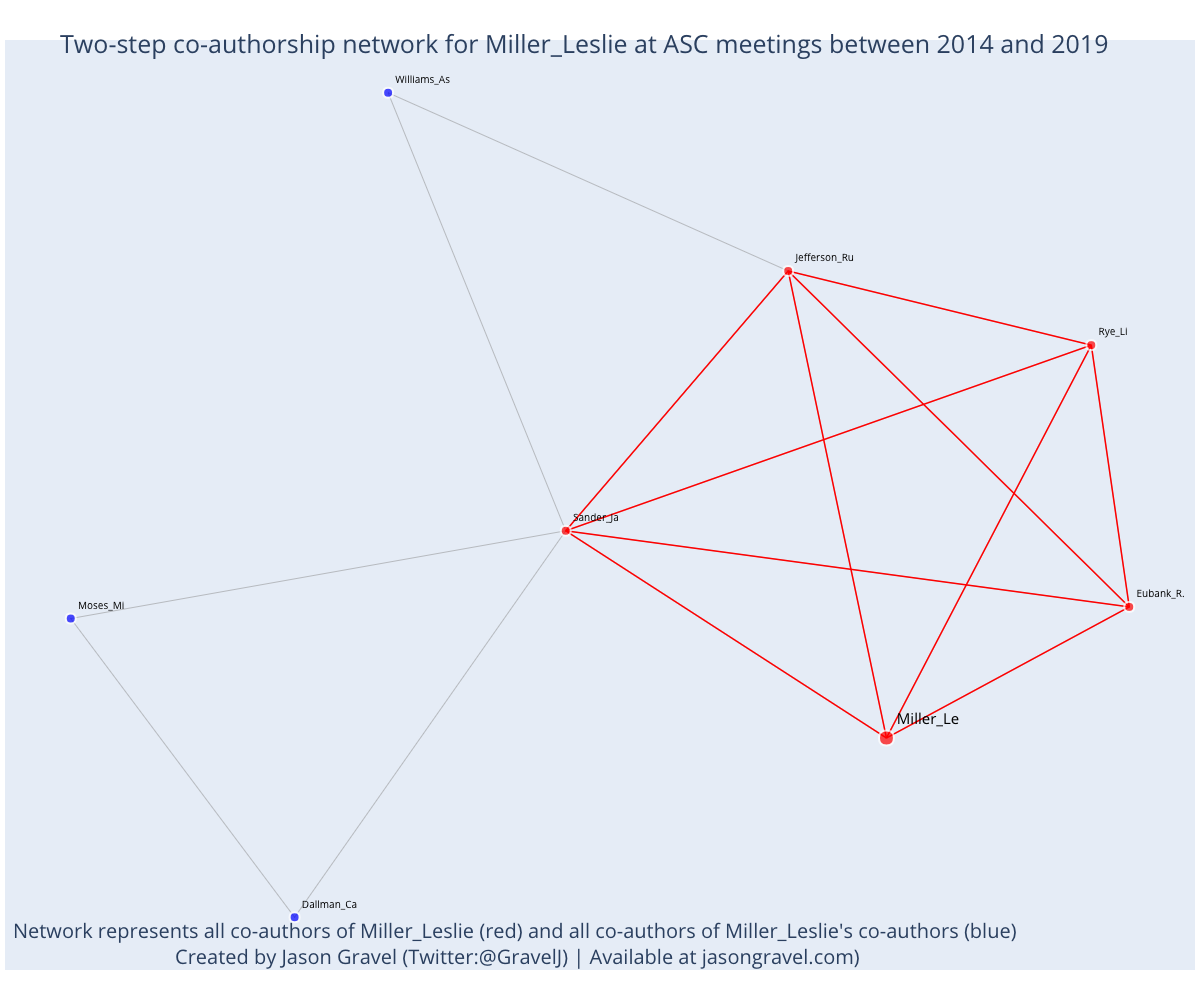 Two-step co-authorship network for Miller_Leslie at ASC meetings between 2014 and 2019
Williams_As
Jefferson_Ru
Rye_Li
Sander_Ja
Eubank_R.
Moses_Mi
Miller_Le
Dallman_Ca
Network represents all co-authors of Miller_Leslie (red) and all co-authors of Miller_Leslie's co-authors (blue)
Created by Jason Gravel (Twitter:@GravelJ) | Available at jasongravel.com)